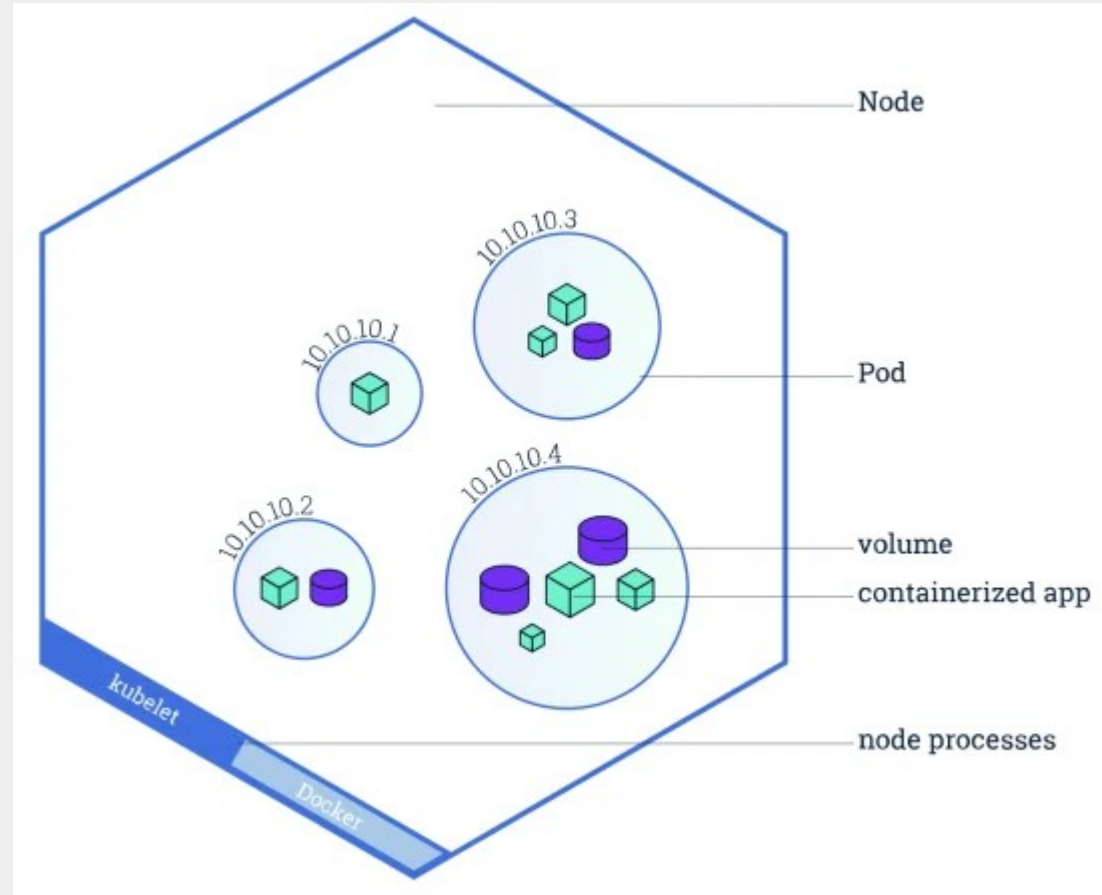 Node
10.10.10.3
10.10.10.1
Pod
10.10.10.4
10.10.10.2
volume
containerized app
kubelet
node processes
Docker